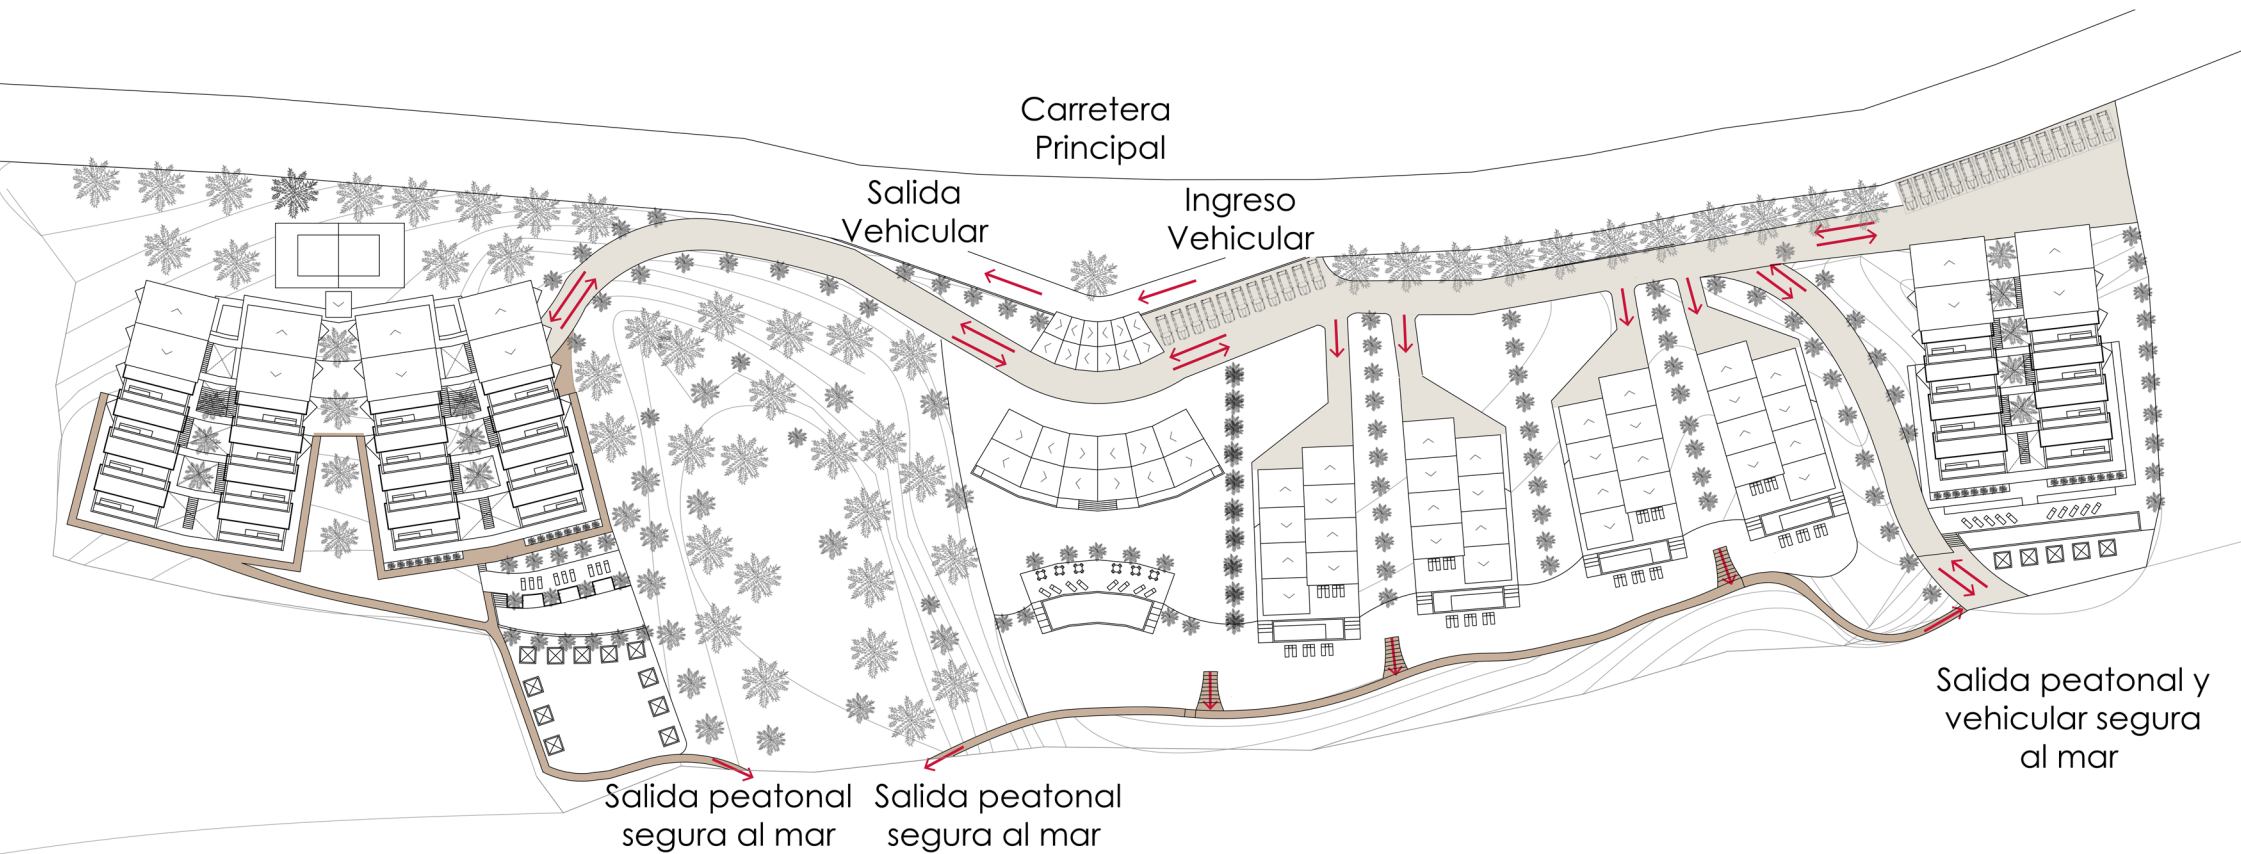 Carretera
Principal
Salida
Vehicular
Ingreso
Vehicular
Salida peatonal y
vehicular segura
al mar
Salida peatonal
segura al mar
Salida peatonal
segura al mar